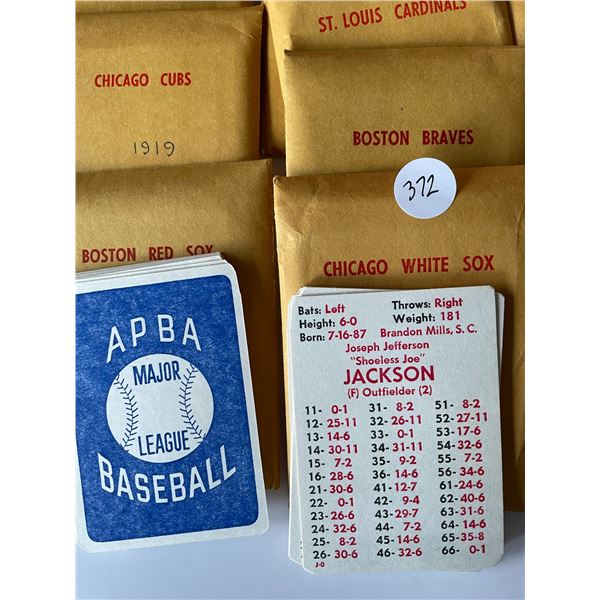 ST. LOUIS CARDINALS
CHICAGO CUBS
1919
BOSTON BRAVES
372
BOSTON RED SOX
CHICAGO WHITE SOX
APBA
MAJOR
LEAGUE
BASEBALL
Bats: Left Throws: Right
Height: 6-0 Weight: 181
Born: 7-16-87 Brandon Mills, S. C.
Joseph Jefferson
"Shoeless Joe"
JACKSON
(F) Outfielder (2)
11- 0-1 31- 8-2 51- 8-2
12- 25-11 32- 26-11 52- 27-11
13- 14-6 33- 0-1 53- 17-6
14- 30-11 34- 31-11 54- 32-6
15- 7-2 35- 9-2 55- 7-2
16- 28-6 36- 14-6 56- 34-6
21- 30-6 41- 12-7 61- 24-6
22- 0-1 42- 9-4 62- 40-6
23- 26-6 43- 29-7 63- 31-6
24- 32-6 44- 7-2 64- 14-6
25- 8-2 45- 14-6 65- 35-8
26- 30-6 46- 32-6 66- 0-1
J-O